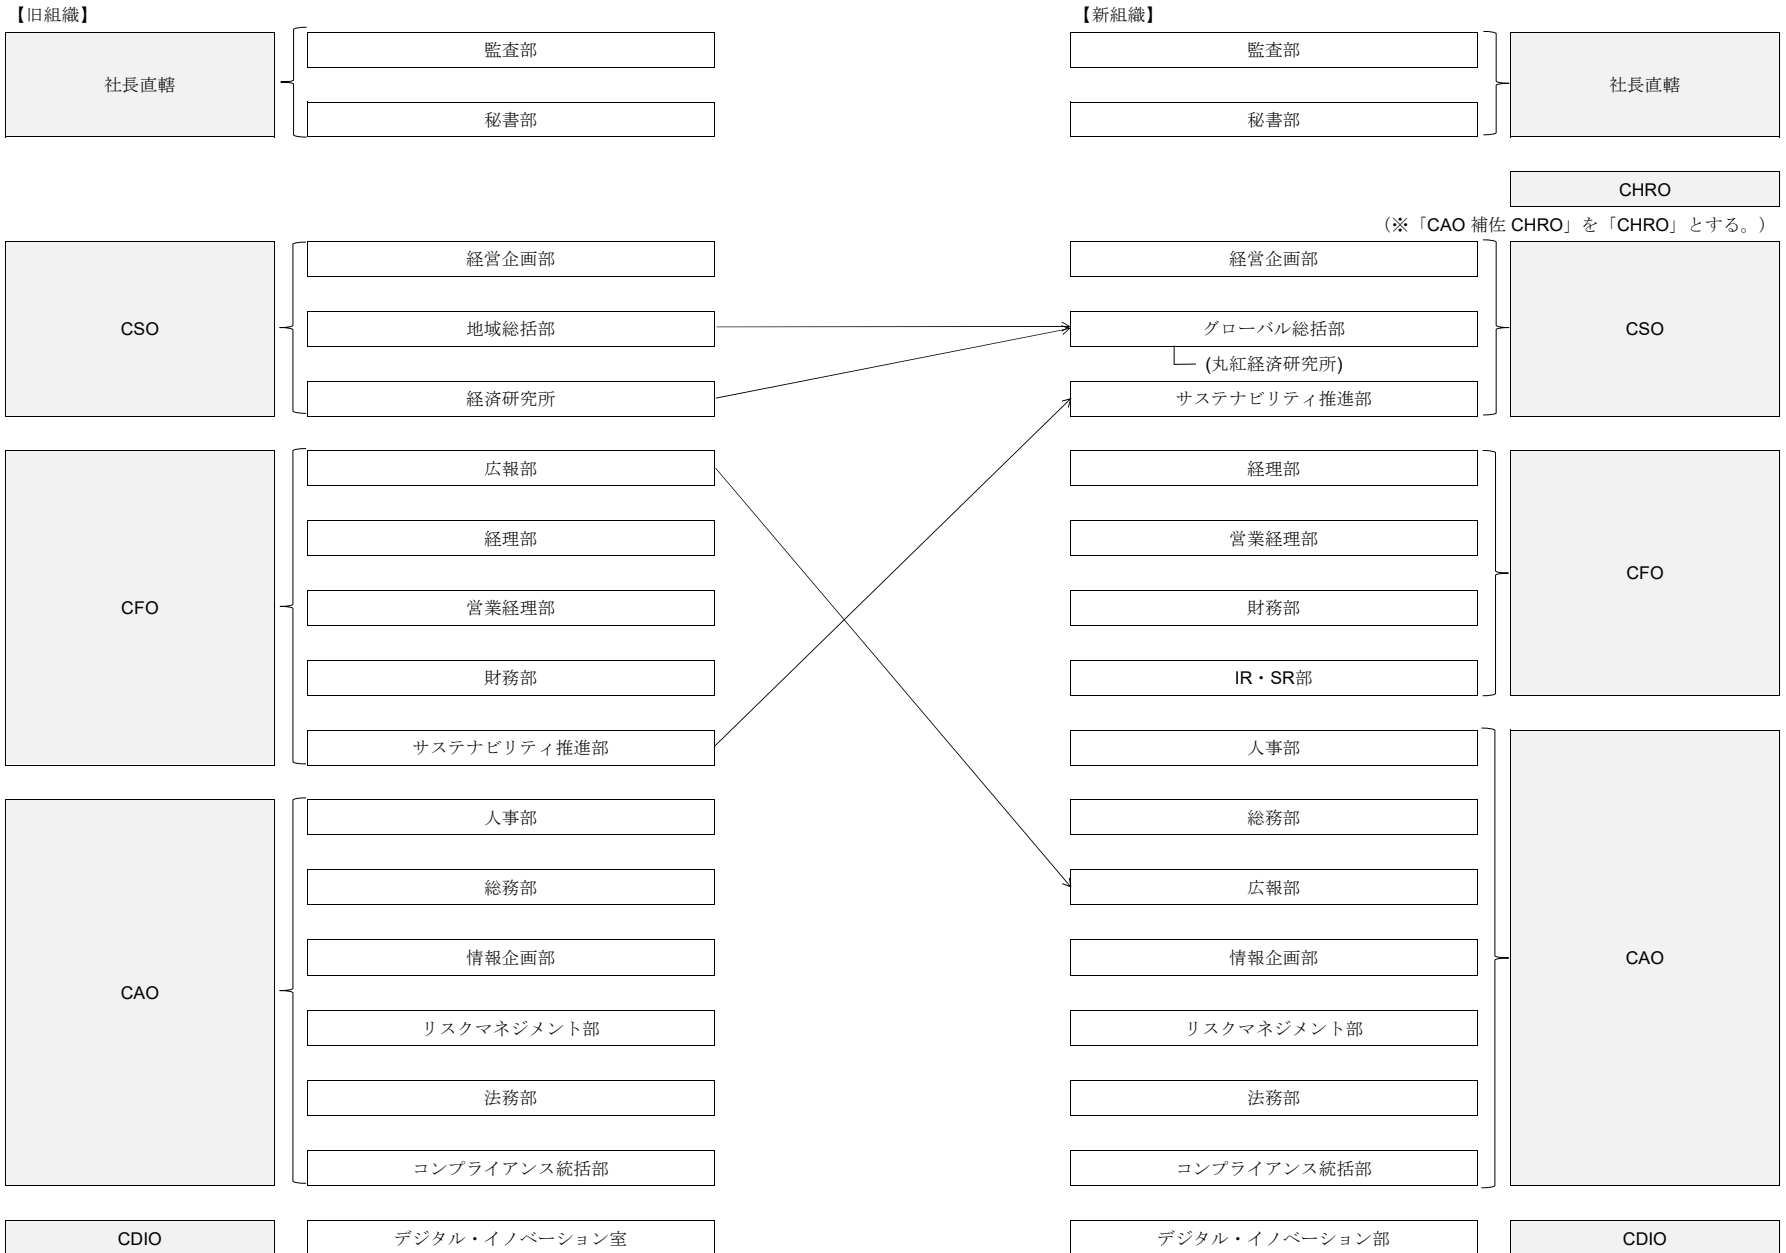 【旧組織】
社長直轄
監査部
秘書部
CSO
経営企画部
地域総括部
経済研究所
CFO
広報部
経理部
営業経理部
財務部
サステナビリティ推進部
CAO
人事部
総務部
情報企画部
リスクマネジメント部
法務部
コンプライアンス統括部
CDIO
デジタル・イノベーション室
【新組織】
監査部
秘書部
社長直轄
CHRO
(※「CAO 補佐 CHRO」を「CHRO」とする。)
経営企画部
グローバル総括部
(丸紅経済研究所)
サステナビリティ推進部
CSO
経理部
営業経理部
財務部
IR・SR部
CFO
人事部
総務部
広報部
情報企画部
リスクマネジメント部
法務部
コンプライアンス統括部
CAO
デジタル・イノベーション部
CDIO